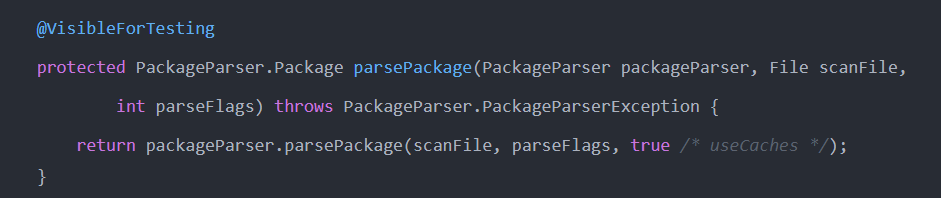 @VisibleForTesting
protected PackageParser.Package parsePackage(PackageParser packageParser, File scanFile,
        int parseFlags) throws PackageParser.PackageParserException {
    return packageParser.parsePackage(scanFile, parseFlags, true /* useCaches */);
}